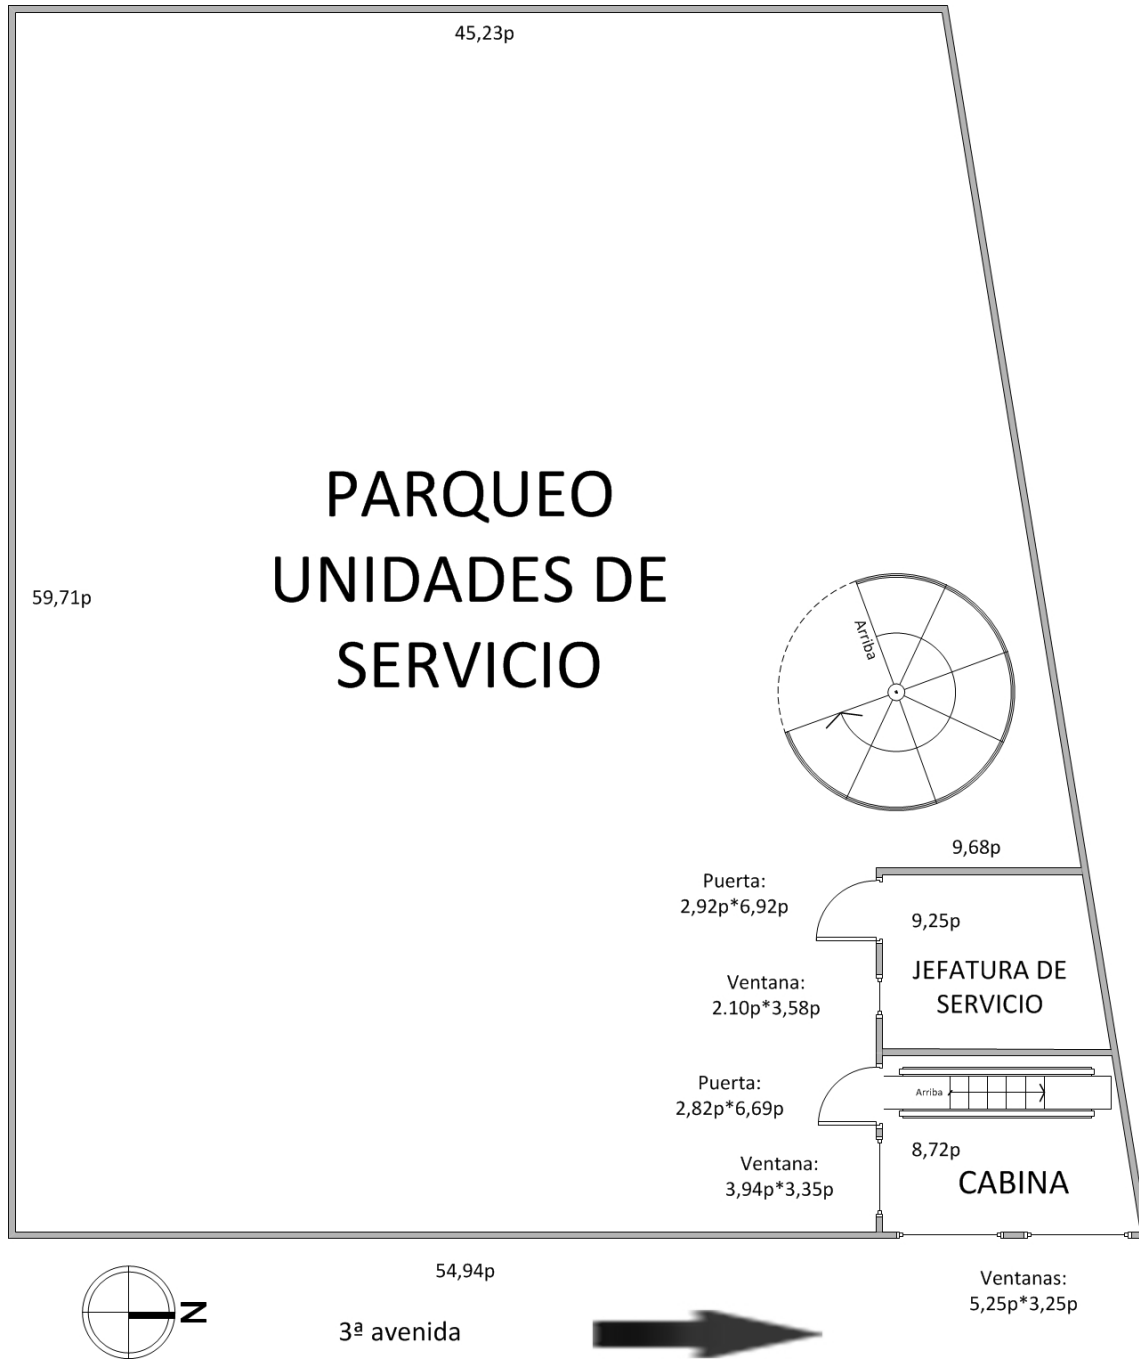 45,23p
PARQUEO
UNIDADES DE
SERVICIO
59,71p
Arriba
9,68p
Puerta:
2,92p*6,92p
9,25p
JEFATURA DE
SERVICIO
Ventana:
2.10p*3,58p
Puerta:
2,82p*6,69p
Arriba
8,72p
CABINA
Ventana:
3,94p*3,35p
54,94p
Ventanas:
5,25p*3,25p
N
3ª avenida